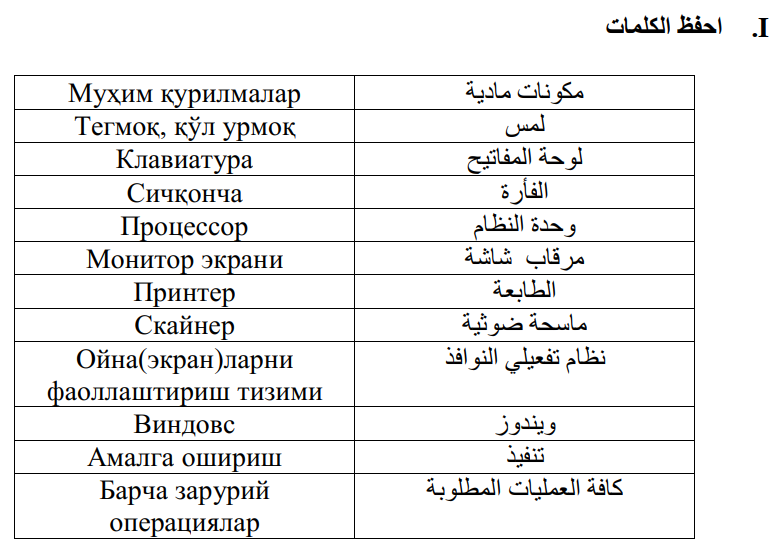 I. احفظ الكلمات
Муҳим қурилмалар	مكونات مادية
Тегмоқ, қўл урмоқ	لمس
Клавиатура	لوحة المفاتيح
Сичқонча	الفأرة
Процессор	وحدة النظام
Монитор экрани	مرقاب شاشة
Принтер	الطابعة
Скайнер	ماسحة ضوئية
Ойна(экран)ларни	نظام تفعيلي النوافذ
фаоллаштириш тизими
Виндовс	ويندوز
Амалга ошириш	تنفيذ
Барча зарурий	كافة العمليات المطلوبة
операциялар